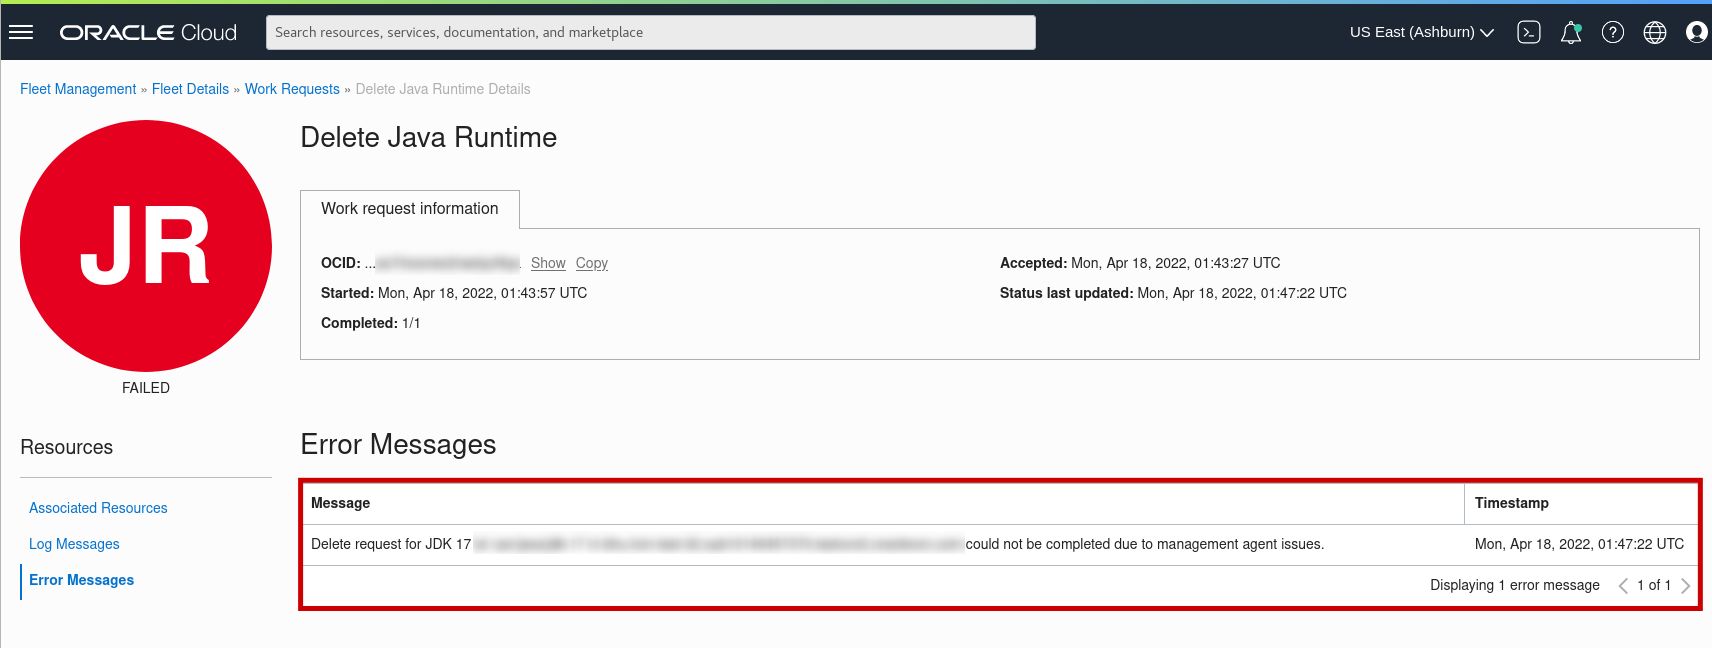 ORACLE Cloud
Search resources, services, documentation, and marketplace
US East (Ashburn)
Fleet Management » Fleet Details » Work Requests » Delete Java Runtime Details
JR
FAILED
Delete Java Runtime
Work request information
OCID: ... Show Copy
Started: Mon, Apr 18, 2022, 01:43:57 UTC
Completed: 1/1
Accepted: Mon, Apr 18, 2022, 01:43:27 UTC
Status last updated: Mon, Apr 18, 2022, 01:47:22 UTC
Resources
Associated Resources
Log Messages
Error Messages
Error Messages
Message Timestamp
Delete request for JDK 17 could not be completed due to management agent issues. Mon, Apr 18, 2022, 01:47:22 UTC
Displaying 1 error message 1 of 1